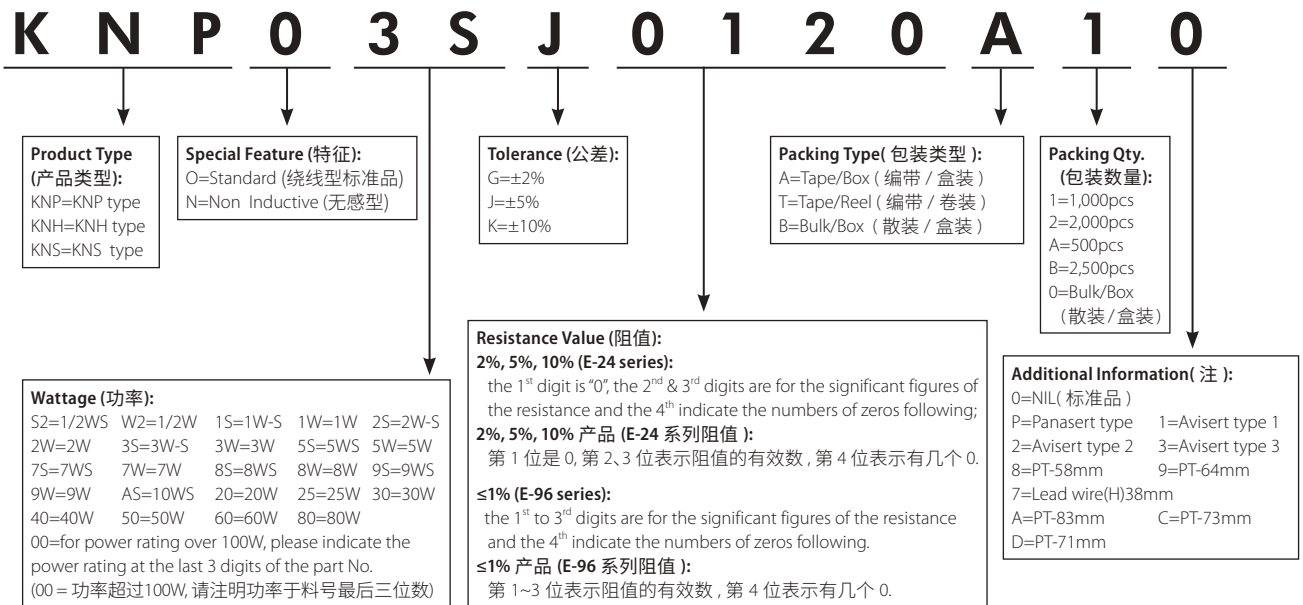 K N P 0 3 S J 0 1 2 0 A 1 0
Product Type
(产品类型):
KNP=KNP type
KNH=KNH type
KNS=KNS type
Special Feature (特征):
O=Standard (绕线型标准品)
N=Non Inductive (无感型)
Tolerance (公差):
G=±2%
J=±5%
K=±10%
Packing Type( 包装类型 ):
A=Tape/Box ( 编带 / 盒装 )
T=Tape/Reel ( 编带 / 卷装 )
B=Bulk/Box ( 散装 / 盒装 )
Packing Qty.
(包装数量):
1=1,000pcs
2=2,000pcs
A=500pcs
B=2,500pcs
0=Bulk/Box
(散装/盒装)
Wattage (功率):
S2=1/2WS W2=1/2W 1S=1W-S 1W=1W 2S=2W-S
2W=2W 3S=3W-S 3W=3W 5S=5WS 5W=5W
7S=7WS 7W=7W 8S=8WS 8W=8W 9S=9WS
9W=9W AS=10WS 20=20W 25=25W 30=30W
40=40W 50=50W 60=60W 80=80W
00=for power rating over 100W, please indicate the
power rating at the last 3 digits of the part No.
(00 = 功率超过100W, 请注明功率于料号最后三位数)
Resistance Value (阻值):
2%, 5%, 10% (E-24 series):
the 1st digit is "0", the 2nd & 3rd digits are for the significant figures of
the resistance and the 4th indicate the numbers of zeros following;
2%, 5%, 10% 产品 (E-24 系列阻值 ):
第 1 位是 0, 第 2、3 位表示阻值的有效数 , 第 4 位表示有几个 0.
≤1% (E-96 series):
the 1st to 3rd digits are for the significant figures of the resistance
and the 4th indicate the numbers of zeros following.
≤1% 产品 (E-96 系列阻值 ):
第 1~3 位表示阻值的有效数 , 第 4 位表示有几个 0.
Additional Information( 注 ):
0=NIL( 标准品 )
P=Panasert type 1=Avisert type 1
2=Avisert type 2 3=Avisert type 3
8=PT-58mm 9=PT-64mm
7=Lead wire(H)38mm
A=PT-83mm C=PT-73mm
D=PT-71mm